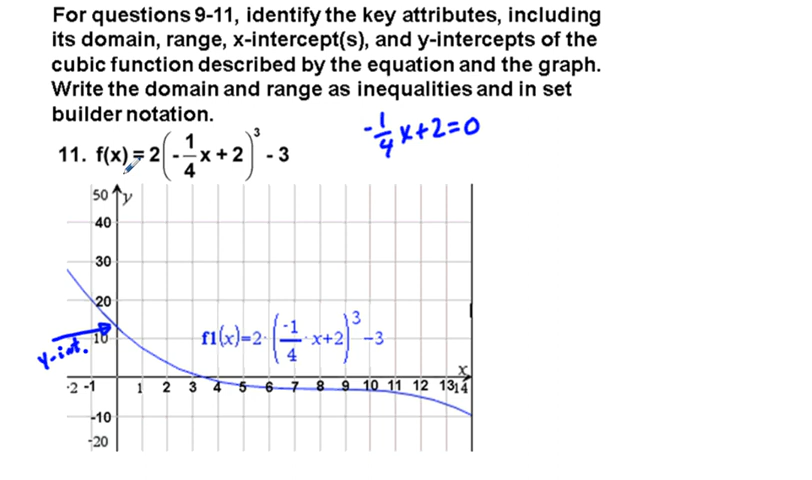 For questions 9-11, identify the key attributes, including
its domain, range, x-intercept(s), and y-intercepts of the
cubic function described by the equation and the graph.
Write the domain and range as inequalities and in set
builder notation.
-1/4 x+2=0
11. f(x) = 2(-1/4 x + 2)^3 - 3
50 y
40
30
20
f1(x)=2·(-1/4·x+2)^3-3
10
y-int.
x
-2 -1 1 2 3 4 5 6 7 8 9 10 11 12 13 14
-10
-20